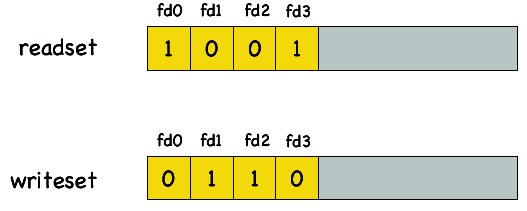 fd0 fd1 fd2 fd3
readset 1 0 0 1
fd0 fd1 fd2 fd3
writeset 0 1 1 0